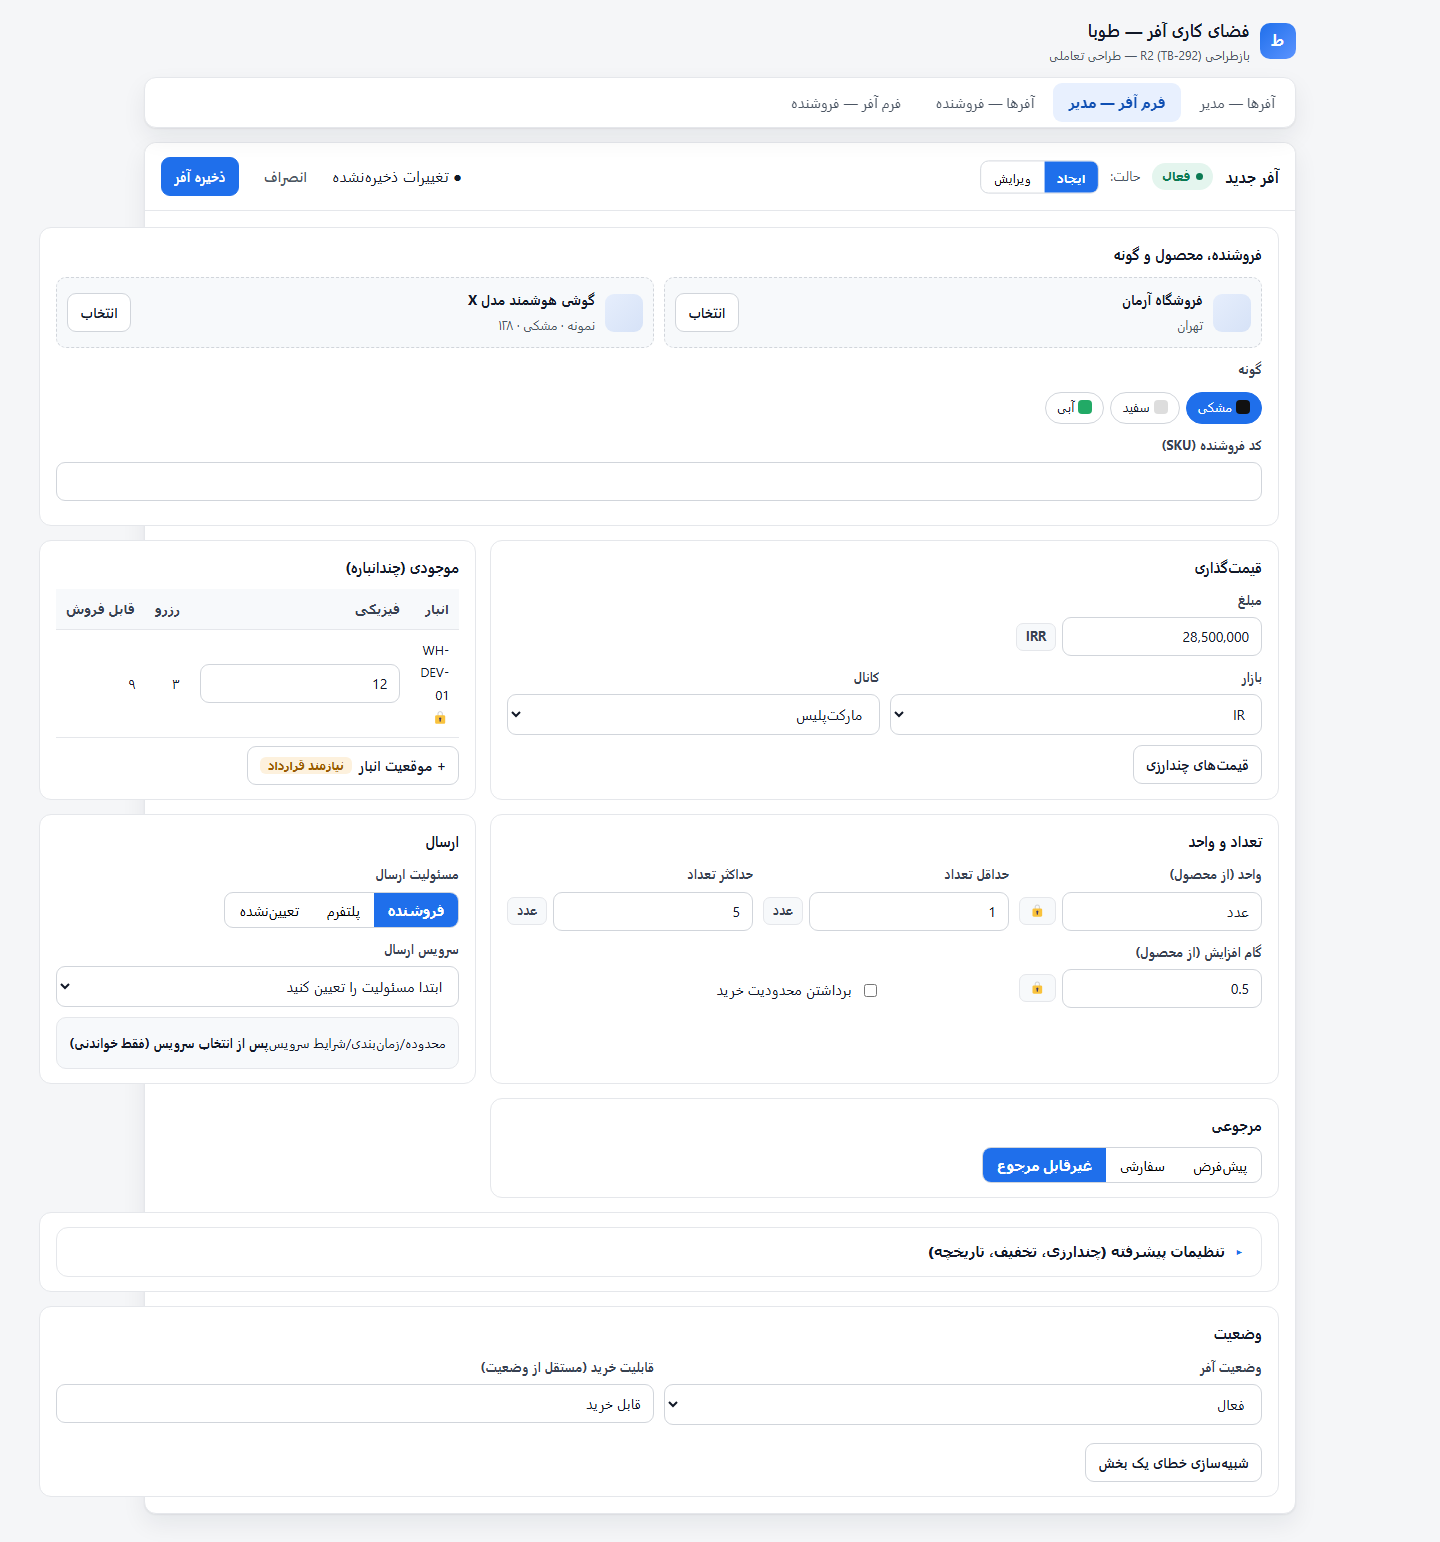 ط
فضای کاری آفر — طوبا
بازطراحی R2 (TB-292) — طراحی تعاملی
آفرها — مدیر
فرم آفر — مدیر
آفرها — فروشنده
فرم آفر — فروشنده
آفر جدید
● فعال
حالت:
ایجاد
ویرایش
● تغییرات ذخیره‌نشده
انصراف
ذخیره آفر
فروشنده، محصول و گونه
فروشگاه آرمان
تهران
انتخاب
گوشی هوشمند مدل X
نمونه · مشکی · ۱۲۸
انتخاب
گونه
مشکی
سفید
آبی
کد فروشنده (SKU)
قیمت‌گذاری
مبلغ
28,500,000
IRR
بازار
کانال
IR
مارکت‌پلیس
قیمت‌های چندارزی
موجودی (چندانباره)
انبار
فیزیکی
رزرو
قابل فروش
WH-
DEV-
01
🔒
12
۳
۹
+ موقعیت انبار
نیازمند قرارداد
تعداد و واحد
واحد (از محصول)
حداقل تعداد
حداکثر تعداد
عدد
🔒
1
عدد
5
عدد
گام افزایش (از محصول)
0.5
🔒
برداشتن محدودیت خرید
ارسال
مسئولیت ارسال
فروشنده
پلتفرم
تعیین‌نشده
سرویس ارسال
ابتدا مسئولیت را تعیین کنید
محدوده/زمان‌بندی/شرایط سرویس‌پس از انتخاب سرویس (فقط خواندنی)
مرجوعی
پیش‌فرض
سفارشی
غیرقابل مرجوع
تنظیمات پیشرفته (چندارزی، تخفیف، تاریخچه)
وضعیت
وضعیت آفر
قابلیت خرید (مستقل از وضعیت)
فعال
قابل خرید
شبیه‌سازی خطای یک بخش